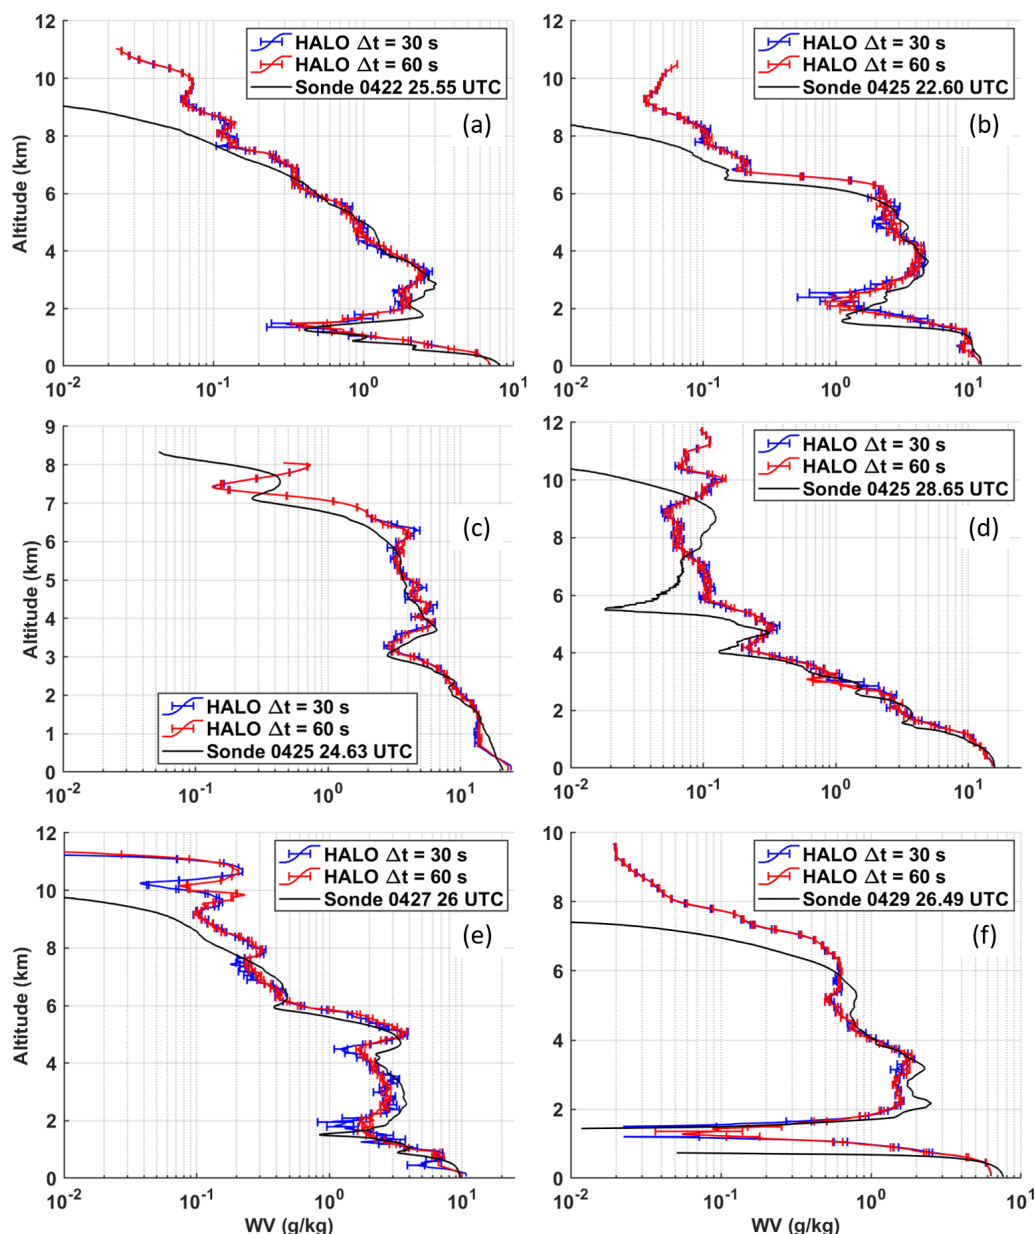 12
10
8
6
4
2
0
Altitude (km)
HALO Δt = 30 s
HALO Δt = 60 s
Sonde 0422 25.55 UTC
(a)
10⁻² 10⁻¹ 10⁰ 10¹
12
10
8
6
4
2
0
HALO Δt = 30 s
HALO Δt = 60 s
Sonde 0425 22.60 UTC
(b)
10⁻² 10⁻¹ 10⁰ 10¹
9
8
7
6
5
4
3
2
1
0
Altitude (km)
(c)
HALO Δt = 30 s
HALO Δt = 60 s
Sonde 0425 24.63 UTC
10⁻² 10⁻¹ 10⁰ 10¹
12
10
8
6
4
2
0
HALO Δt = 30 s
HALO Δt = 60 s
Sonde 0425 28.65 UTC
(d)
10⁻² 10⁻¹ 10⁰ 10¹
12
10
8
6
4
2
0
Altitude (km)
HALO Δt = 30 s
HALO Δt = 60 s
Sonde 0427 26 UTC
(e)
10⁻² 10⁻¹ 10⁰ 10¹
WV (g/kg)
10
8
6
4
2
0
HALO Δt = 30 s
HALO Δt = 60 s
Sonde 0429 26.49 UTC
(f)
10⁻² 10⁻¹ 10⁰ 10¹
WV (g/kg)